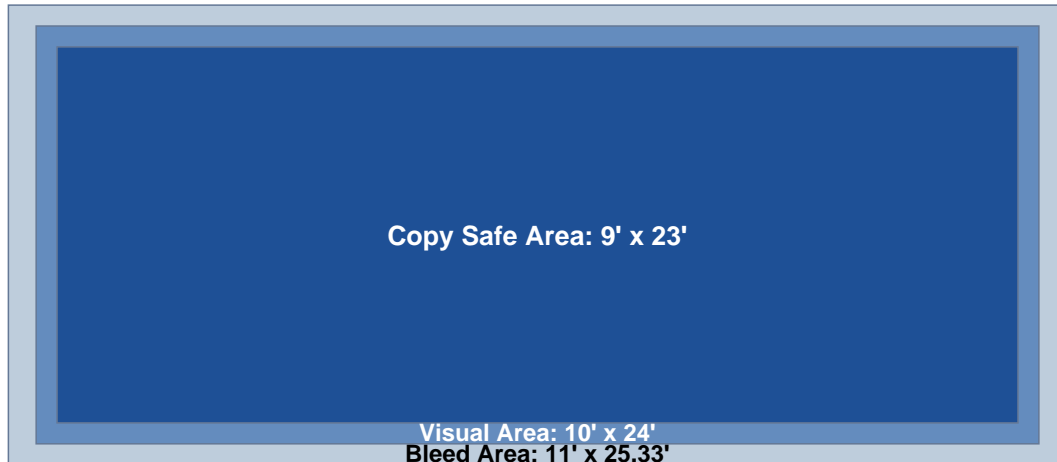 Copy Safe Area: 9' x 23'
Visual Area: 10' x 24'
Bleed Area: 11' x 25.33'